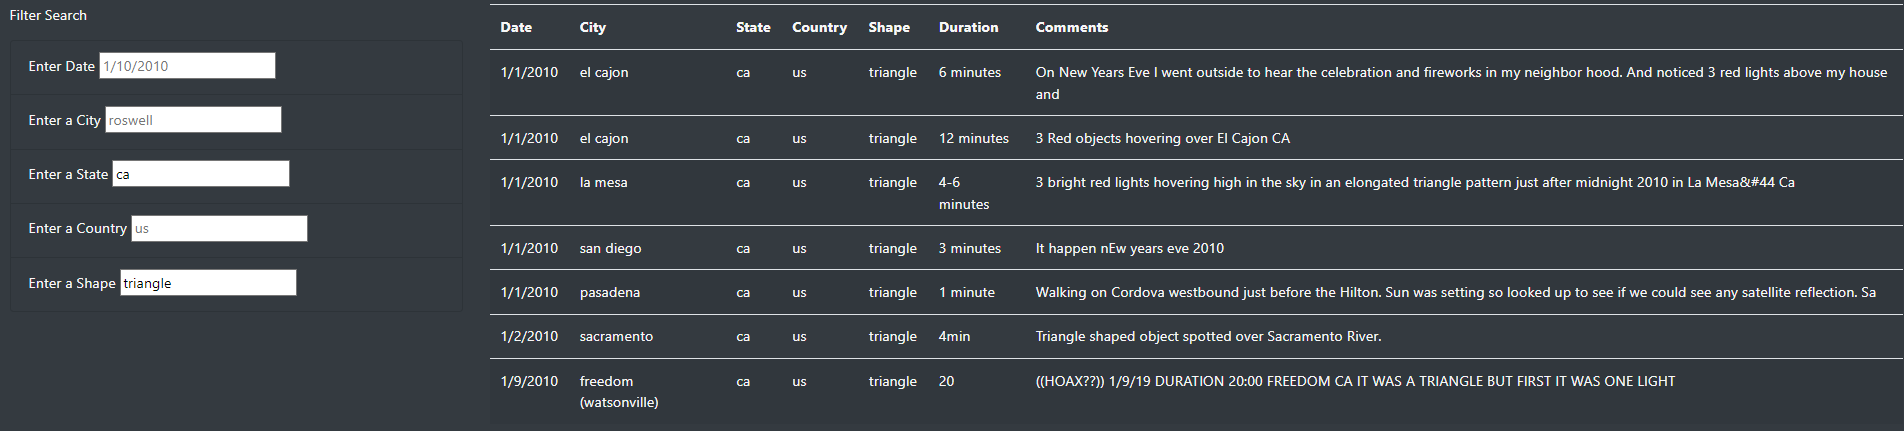 Filter Search
Enter Date 1/10/2010
Enter a City roswell
Enter a State ca
Enter a Country us
Enter a Shape triangle
Date City State Country Shape Duration Comments
1/1/2010 el cajon ca us triangle 6 minutes On New Years Eve I went outside to hear the celebration and fireworks in my neighbor hood. And noticed 3 red lights above my house
and
1/1/2010 el cajon ca us triangle 12 minutes 3 Red objects hovering over El Cajon CA
1/1/2010 la mesa ca us triangle 4-6 3 bright red lights hovering high in the sky in an elongated triangle pattern just after midnight 2010 in La Mesa&#44 Ca
minutes
1/1/2010 san diego ca us triangle 3 minutes It happen nEw years eve 2010
1/1/2010 pasadena ca us triangle 1 minute Walking on Cordova westbound just before the Hilton. Sun was setting so looked up to see if we could see any satellite reflection. Sa
1/2/2010 sacramento ca us triangle 4min Triangle shaped object spotted over Sacramento River.
1/9/2010 freedom ca us triangle 20 ((HOAX??)) 1/9/19 DURATION 20:00 FREEDOM CA IT WAS A TRIANGLE BUT FIRST IT WAS ONE LIGHT
(watsonville)